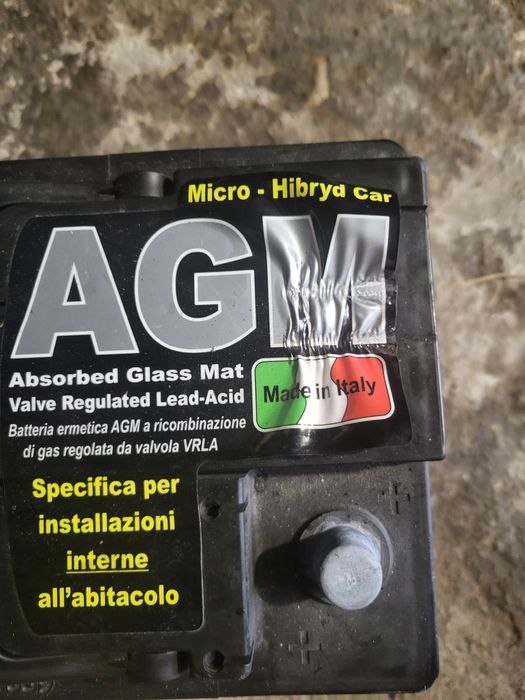 Micro - Hibryd Car
AGM
Absorbed Glass Mat
Valve Regulated Lead-Acid
Made in Italy
Batteria ermetica AGM a ricombinazione
di gas regolata da valvola VRLA
Specifica per
installazioni
interne
all'abitacolo
+
+